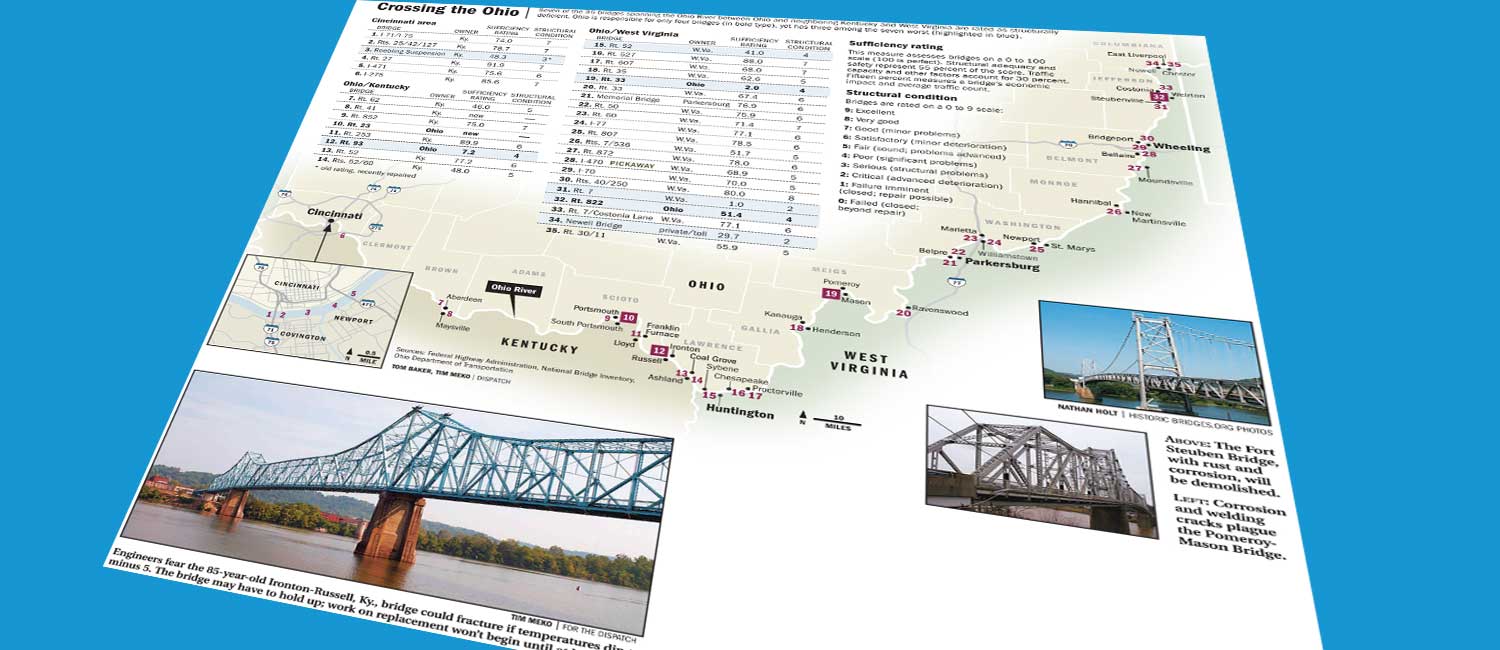 Crossing the Ohio
Seven of the 35 bridges spanning the Ohio River between Ohio and neighboring Kentucky and West Virginia are rated as structurally
deficient. Ohio is responsible for only four bridges (in bold type), yet has three among the seven worst (highlighted in blue).
Cincinnati area
BRIDGE OWNER SUFFICIENCY RATING STRUCTURAL CONDITION
1. I-71/I-75 Ky. 74.0 7
2. Rts. 25/42/127 Ky. 78.7 7
3. Roebling Suspension Ky. 48.3 3*
4. Rt. 27 Ky. 91.9 7
5. I-471 Ky. 75.6 6
6. I-275 Ky. 85.6 7
Ohio/Kentucky
BRIDGE OWNER SUFFICIENCY RATING STRUCTURAL CONDITION
7. Rt. 62 Ky. 46.0 5
8. Rt. 41 Ky. new
9. Rt. 852 Ky. 75.0 7
10. Rt. 23 Ohio new
11. Rt. 253 Ky. 89.9 6
12. Rt. 93 Ohio 7.2 4
13. Rt. 52 Ky. 77.2 6
14. Rts. 52/60 Ky. 48.0 5
* old rating, recently repaired
Ohio/West Virginia
BRIDGE OWNER SUFFICIENCY RATING STRUCTURAL CONDITION
15. Rt. 52 W.Va. 41.0 4
16. Rt. 527 W.Va. 88.0 7
17. Rt. 607 W.Va. 68.0 7
18. Rt. 35 W.Va. 62.6 5
19. Rt. 33 Ohio 2.0 4
20. Rt. 33 W.Va. 67.4 6
21. Memorial Bridge Parkersburg 76.9 6
22. Rt. 50 W.Va. 75.9 6
23. Rt. 60 W.Va. 71.4 7
24. I-77 W.Va. 77.1 6
25. Rt. 807 W.Va. 78.5 6
26. Rts. 7/536 W.Va. 51.7 5
27. Rt. 872 W.Va. 78.0 6
28. I-470 W.Va. 68.9 5
PICKAWAY
29. I-70 W.Va. 70.0 5
30. Rts. 40/250 W.Va. 80.0 8
31. Rt. 7 W.Va. 1.0 2
32. Rt. 822 Ohio 51.4 4
33. Rt. 7/Costonia Lane W.Va. 77.1 6
34. Newell Bridge private/toll 29.7 2
35. Rt. 30/11 W.Va. 55.9 5
Sufficiency rating
This measure assesses bridges on a 0 to 100
scale (100 is perfect). Structural adequacy and
safety represent 55 percent of the score. Traffic
capacity and other factors account for 30 percent.
Fifteen percent measures a bridge's economic
impact and average traffic count.
Structural condition
Bridges are rated on a 0 to 9 scale:
9: Excellent
8: Very good
7: Good (minor problems)
6: Satisfactory (minor deterioration)
5: Fair (sound; problems advanced)
4: Poor (significant problems)
3: Serious (structural problems)
2: Critical (advanced deterioration)
1: Failure imminent
(closed; repair possible)
0: Failed (closed;
beyond repair)
COLUMBIANA
East Liverpool
34 35
Newell Chester
JEFFERSON
Costonia 33
Weirton
Steubenville
31
Bridgeport 30
29 Wheeling
BELMONT
Bellaire 28
27
Moundsville
MONROE
Hannibal
26 New
Martinsville
WASHINGTON
Marietta
23 24 Newport
25 St. Marys
Belpre 22 Williamstown
21 Parkersburg
77
MEIGS
Pomeroy
19
Mason
20 Ravenswood
Kanauga
18 Henderson
GALLIA
WEST
VIRGINIA
Cincinnati
6
CLERMONT
BROWN
ADAMS
SCIOTO
OHIO
LAWRENCE
Ohio River
7 Aberdeen
8
Maysville
Portsmouth 10
9
South Portsmouth
11 Franklin
Furnace
Lloyd
12 Ironton
Russell
Coal Grove
Sybene
13
Ashland 14
Chesapeake
16 17 Proctorville
15
Huntington
KENTUCKY
N
10
MILES
75
CINCINNATI
5
471
1 2 3 4
NEWPORT
71
75
COVINGTON
N
0.5
MILE
Sources: Federal Highway Administration, National Bridge Inventory,
Ohio Department of Transportation
TOM BAKER, TIM MEKO | DISPATCH
NATHAN HOLT | HISTORIC BRIDGES.ORG PHOTOS
ABOVE: The Fort
Steuben Bridge,
with rust and
corrosion, will
be demolished.
LEFT: Corrosion
and welding
cracks plague
the Pomeroy-
Mason Bridge.
TIM MEKO | FOR THE DISPATCH
Engineers fear the 85-year-old Ironton-Russell, Ky., bridge could fracture if temperatures dip
minus 5. The bridge may have to hold up; work on replacement won't begin until